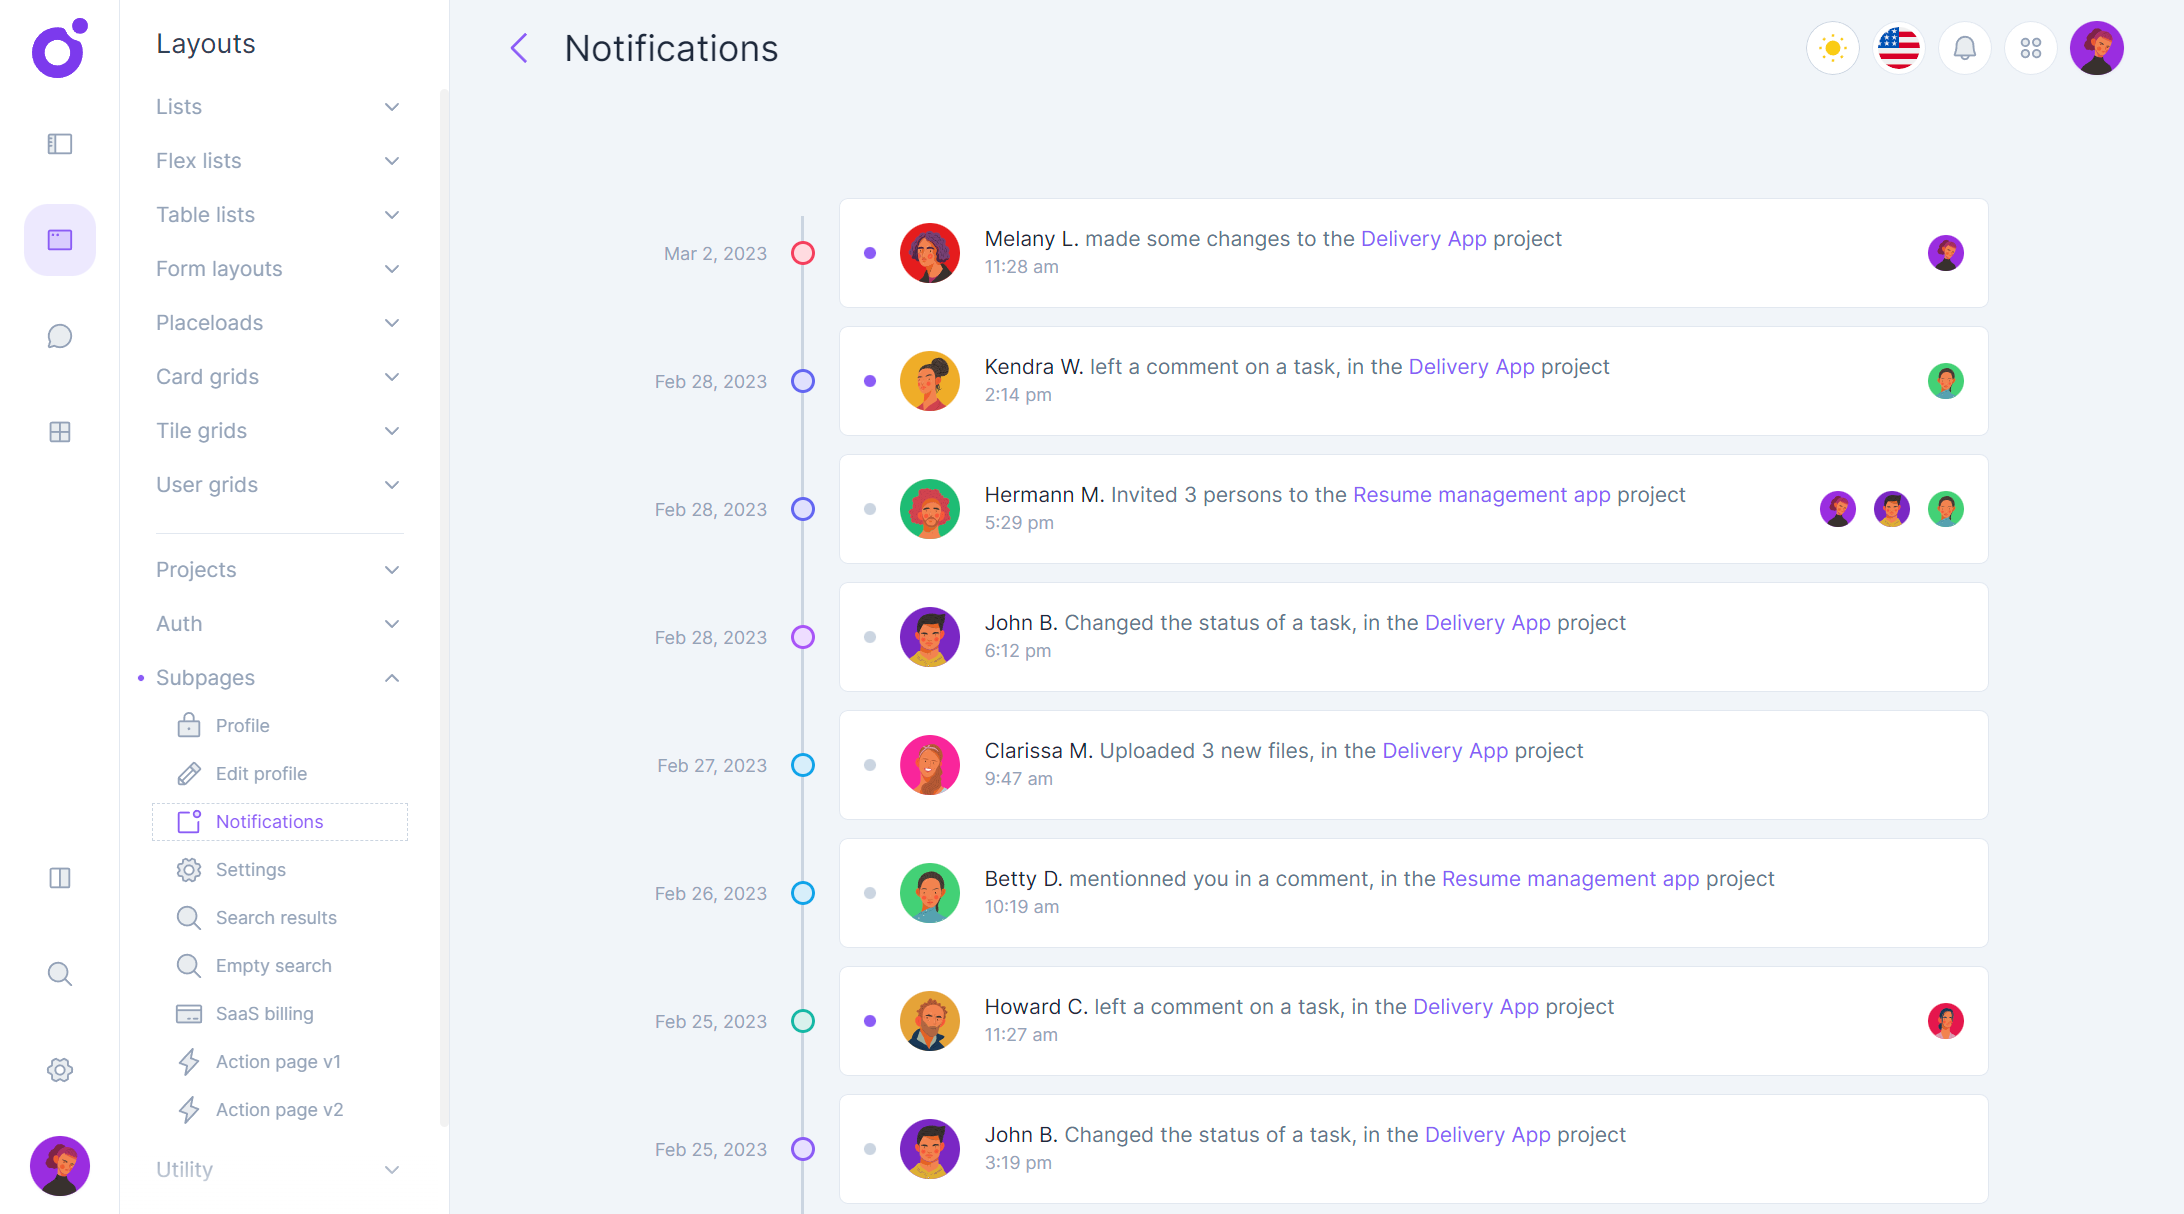 Layouts
Lists
Flex lists
Table lists
Form layouts
Placeloads
Card grids
Tile grids
User grids
Projects
Auth
Subpages
Profile
Edit profile
Notifications
Settings
Search results
Empty search
SaaS billing
Action page v1
Action page v2
Utility
Notifications
Mar 2, 2023
Melany L. made some changes to the Delivery App project
11:28 am
Feb 28, 2023
Kendra W. left a comment on a task, in the Delivery App project
2:14 pm
Feb 28, 2023
Hermann M. Invited 3 persons to the Resume management app project
5:29 pm
Feb 28, 2023
John B. Changed the status of a task, in the Delivery App project
6:12 pm
Feb 27, 2023
Clarissa M. Uploaded 3 new files, in the Delivery App project
9:47 am
Feb 26, 2023
Betty D. mentionned you in a comment, in the Resume management app project
10:19 am
Feb 25, 2023
Howard C. left a comment on a task, in the Delivery App project
11:27 am
Feb 25, 2023
John B. Changed the status of a task, in the Delivery App project
3:19 pm